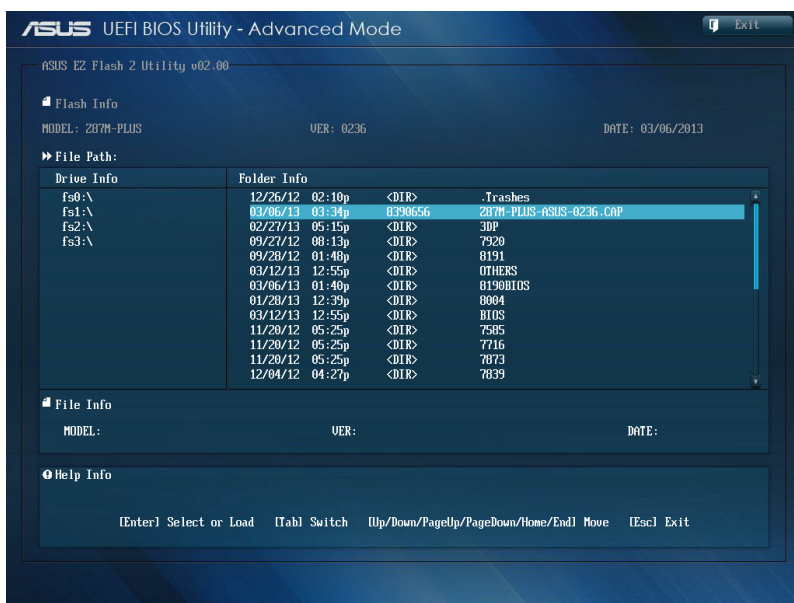 ASUS UEFI BIOS Utility - Advanced Mode
Exit
ASUS EZ Flash 2 Utility v02.00
Flash Info
MODEL: Z87M-PLUS VER: 0236 DATE: 03/06/2013
File Path:
Drive Info
fs0:\
fs1:\
fs2:\
fs3:\
Folder Info
12/26/12 02:10p <DIR> .Trashes
03/06/13 03:34p 8390656 Z87M-PLUS-ASUS-0236.CAP
02/27/13 05:15p <DIR> 3DP
09/27/12 08:13p <DIR> 7920
09/28/12 01:48p <DIR> 8191
03/12/13 12:55p <DIR> OTHERS
03/06/13 01:40p <DIR> 8190BIOS
01/28/13 12:39p <DIR> 8004
03/12/13 12:55p <DIR> BIOS
11/20/12 05:25p <DIR> 7585
11/20/12 05:25p <DIR> 7716
11/20/12 05:25p <DIR> 7873
12/04/12 04:27p <DIR> 7839
File Info
MODEL: VER: DATE:
Help Info
[Enter] Select or Load [Tab] Switch [Up/Down/PageUp/PageDown/Home/End] Move [Esc] Exit